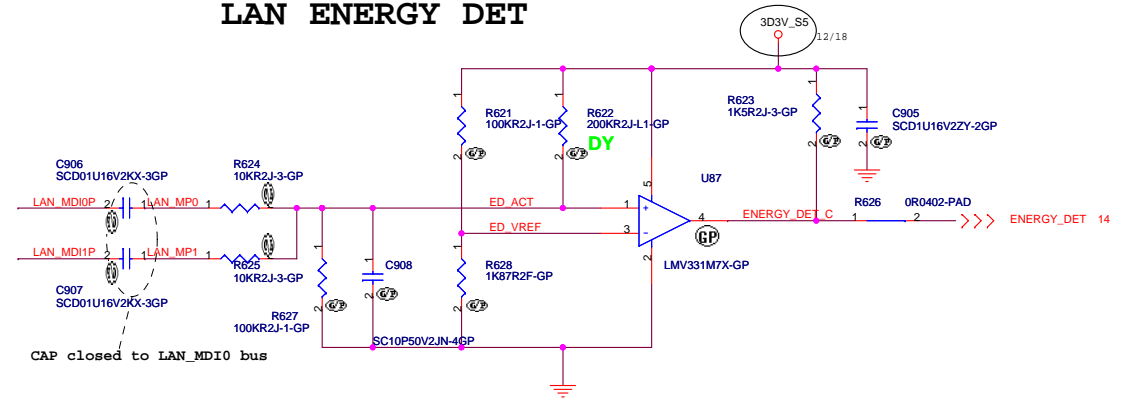 LAN ENERGY DET
3D3V_S5
12/18
R621
100KR2J-1-GP
R622
200KR2J-L1-GP
DY
R623
1K5R2J-3-GP
C905
SCD1U16V2ZY-2GP
C906
SCD01U16V2KX-3GP
R624
10KR2J-3-GP
U87
LAN_MDI0P
LAN_MP0
ED_ACT
ED_VREF
ENERGY_DET_C
R626
0R0402-PAD
ENERGY_DET 14
LAN_MDI1P
LAN_MP1
R625
10KR2J-3-GP
C908
R628
1K87R2F-GP
GP
LMV331M7X-GP
C907
SCD01U16V2KX-3GP
R627
100KR2J-1-GP
SC10P50V2JN-4GP
CAP closed to LAN_MDI0 bus